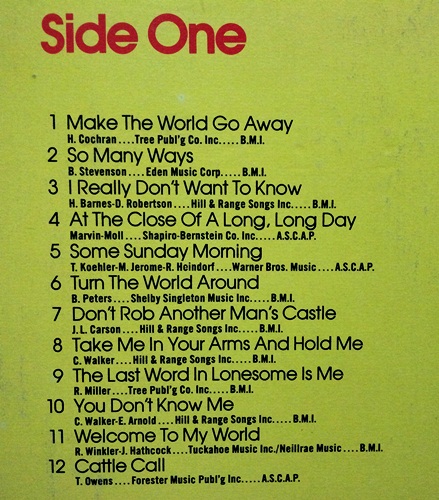 Side One
1 Make The World Go Away
H. Cochran....Tree Publ'g Co. Inc.....B.M.I.
2 So Many Ways
B. Stevenson....Eden Music Corp.....B.M.I.
3 I Really Don't Want To Know
H. Barnes-D. Robertson....Hill & Range Songs Inc.....B.M.I.
4 At The Close Of A Long, Long Day
Marvin-Moll....Shapiro-Bernstein Co. Inc.....A.S.C.A.P.
5 Some Sunday Morning
T. Koehler-M. Jerome-R. Heindorf....Warner Bros. Music....A.S.C.A.P.
6 Turn The World Around
B. Peters....Shelby Singleton Music Inc.....B.M.I.
7 Don't Rob Another Man's Castle
J. L. Carson....Hill & Range Songs Inc.....B.M.I.
8 Take Me In Your Arms And Hold Me
C. Walker....Hill & Range Songs Inc.....B.M.I.
9 The Last Word In Lonesome Is Me
R. Miller....Tree Publ'g Co. Inc.....B.M.I.
10 You Don't Know Me
C. Walker-E. Arnold....Hill & Range Songs Inc.....B.M.I.
11 Welcome To My World
R. Winkler-J. Hathcock....Tuckahoe Music Inc./Neillrae Music....B.M.I.
12 Cattle Call
T. Owens....Forester Music Publ'g Inc.....A.S.C.A.P.